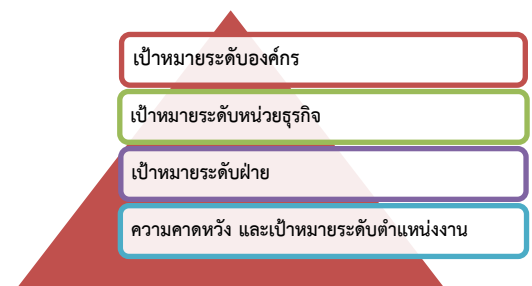 เป้าหมายระดับองค์กร
เป้าหมายระดับหน่วยธุรกิจ
เป้าหมายระดับฝ่าย
ความคาดหวัง และเป้าหมายระดับตำแหน่งงาน